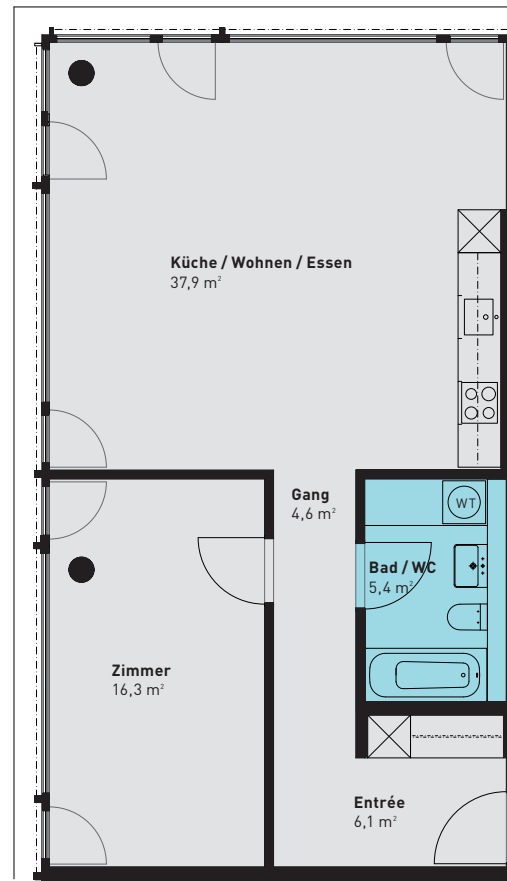 Küche / Wohnen / Essen
37,9 m²
Gang
4,6 m²
WT
Bad / WC
5,4 m²
Zimmer
16,3 m²
Entrée
6,1 m²